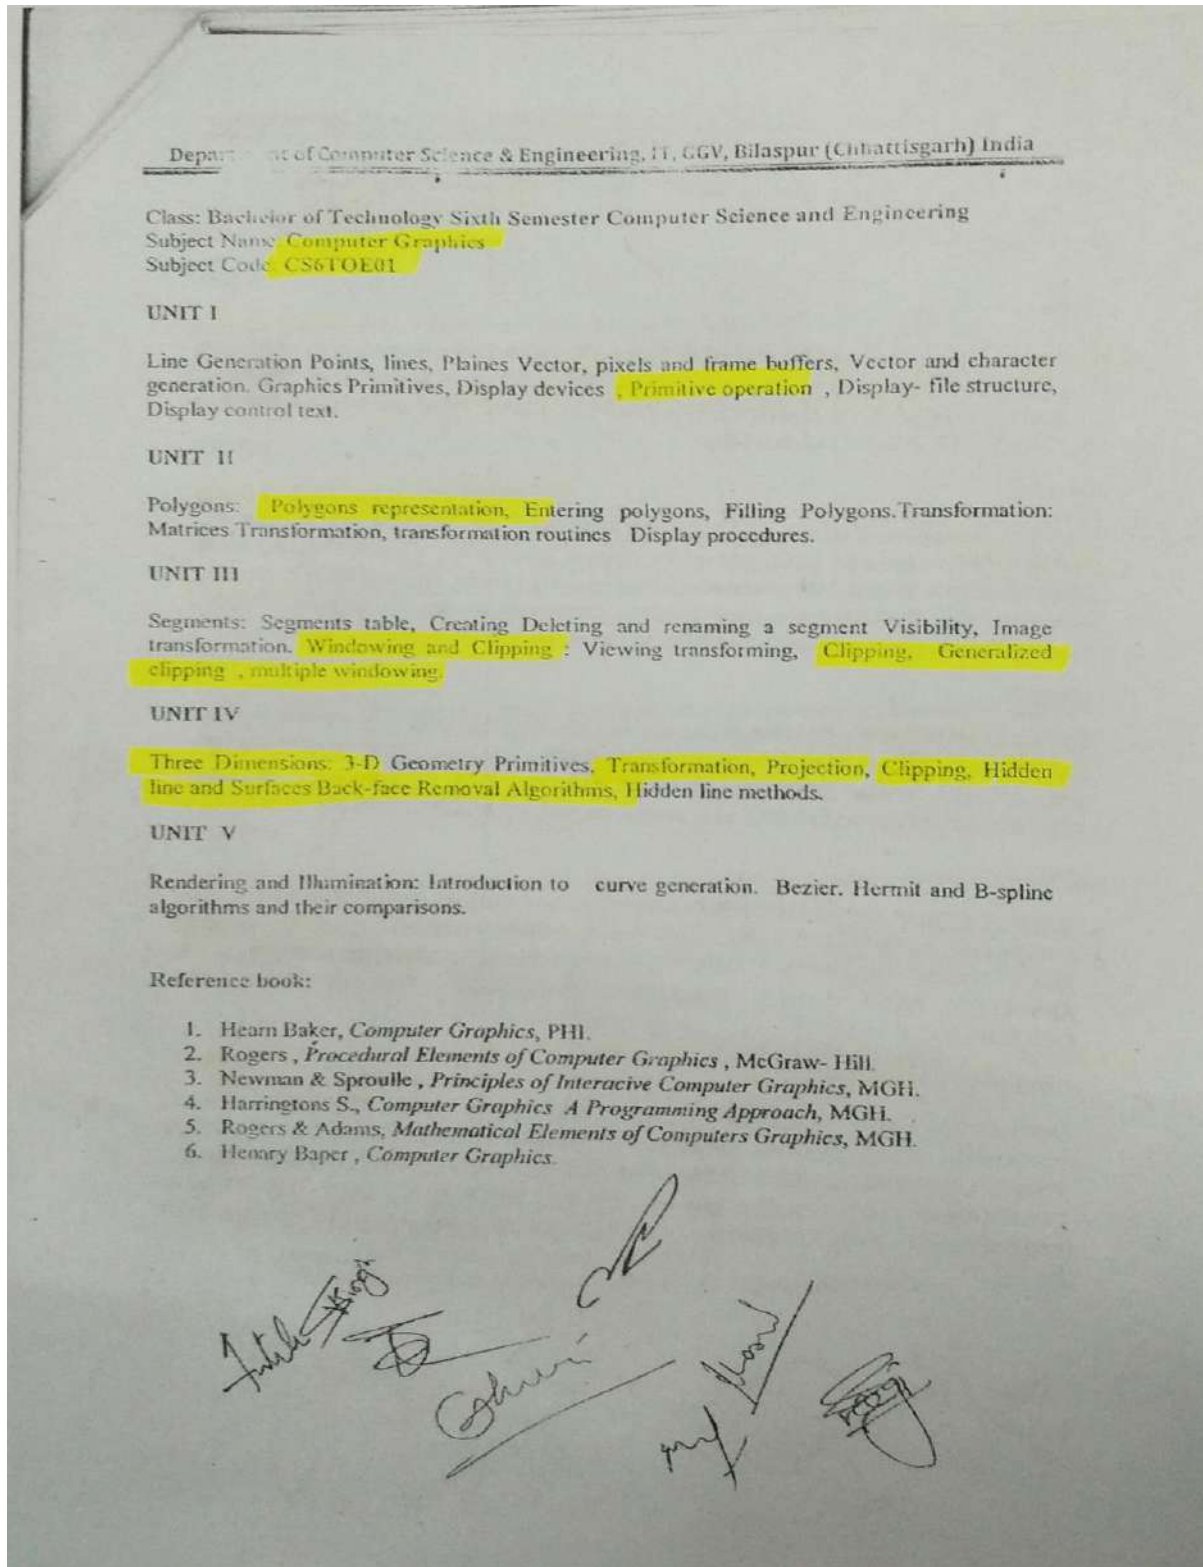 of Computer Science & Engineering, IT, GGV, Bilaspur (Chhattisgarh) India
Class: Bachelor of Technology Sixth Semester Computer Science and Engineering
Subject Name: Computer Graphics
Subject Code: CS6TOE01
UNIT I
Line Generation Points, lines, Plaines Vector, pixels and frame buffers, Vector and character
generation. Graphics Primitives, Display devices , Primitive operation , Display- file structure,
Display control text.
UNIT II
Polygons: Polygons representation, Entering polygons, Filling Polygons.Transformation:
Matrices Transformation, transformation routines Display procedures.
UNIT III
Segments: Segments table, Creating Deleting and renaming a segment Visibility, Image
transformation. Windowing and Clipping : Viewing transforming, Clipping, Generalized
clipping , multiple windowing.
UNIT IV
Three Dimensions: 3-D Geometry Primitives, Transformation, Projection, Clipping, Hidden
line and Surfaces Back-face Removal Algorithms, Hidden line methods.
UNIT V
Rendering and Illumination: Introduction to curve generation. Bezier. Hermit and B-spline
algorithms and their comparisons.
Reference book:
1. Hearn Baker, Computer Graphics, PHI.
2. Rogers , Procedural Elements of Computer Graphics , McGraw- Hill.
3. Newman & Sproulle , Principles of Interacive Computer Graphics, MGH.
4. Harringtons S., Computer Graphics A Programming Approach, MGH.
5. Rogers & Adams, Mathematical Elements of Computers Graphics, MGH.
6. Henary Baper , Computer Graphics.